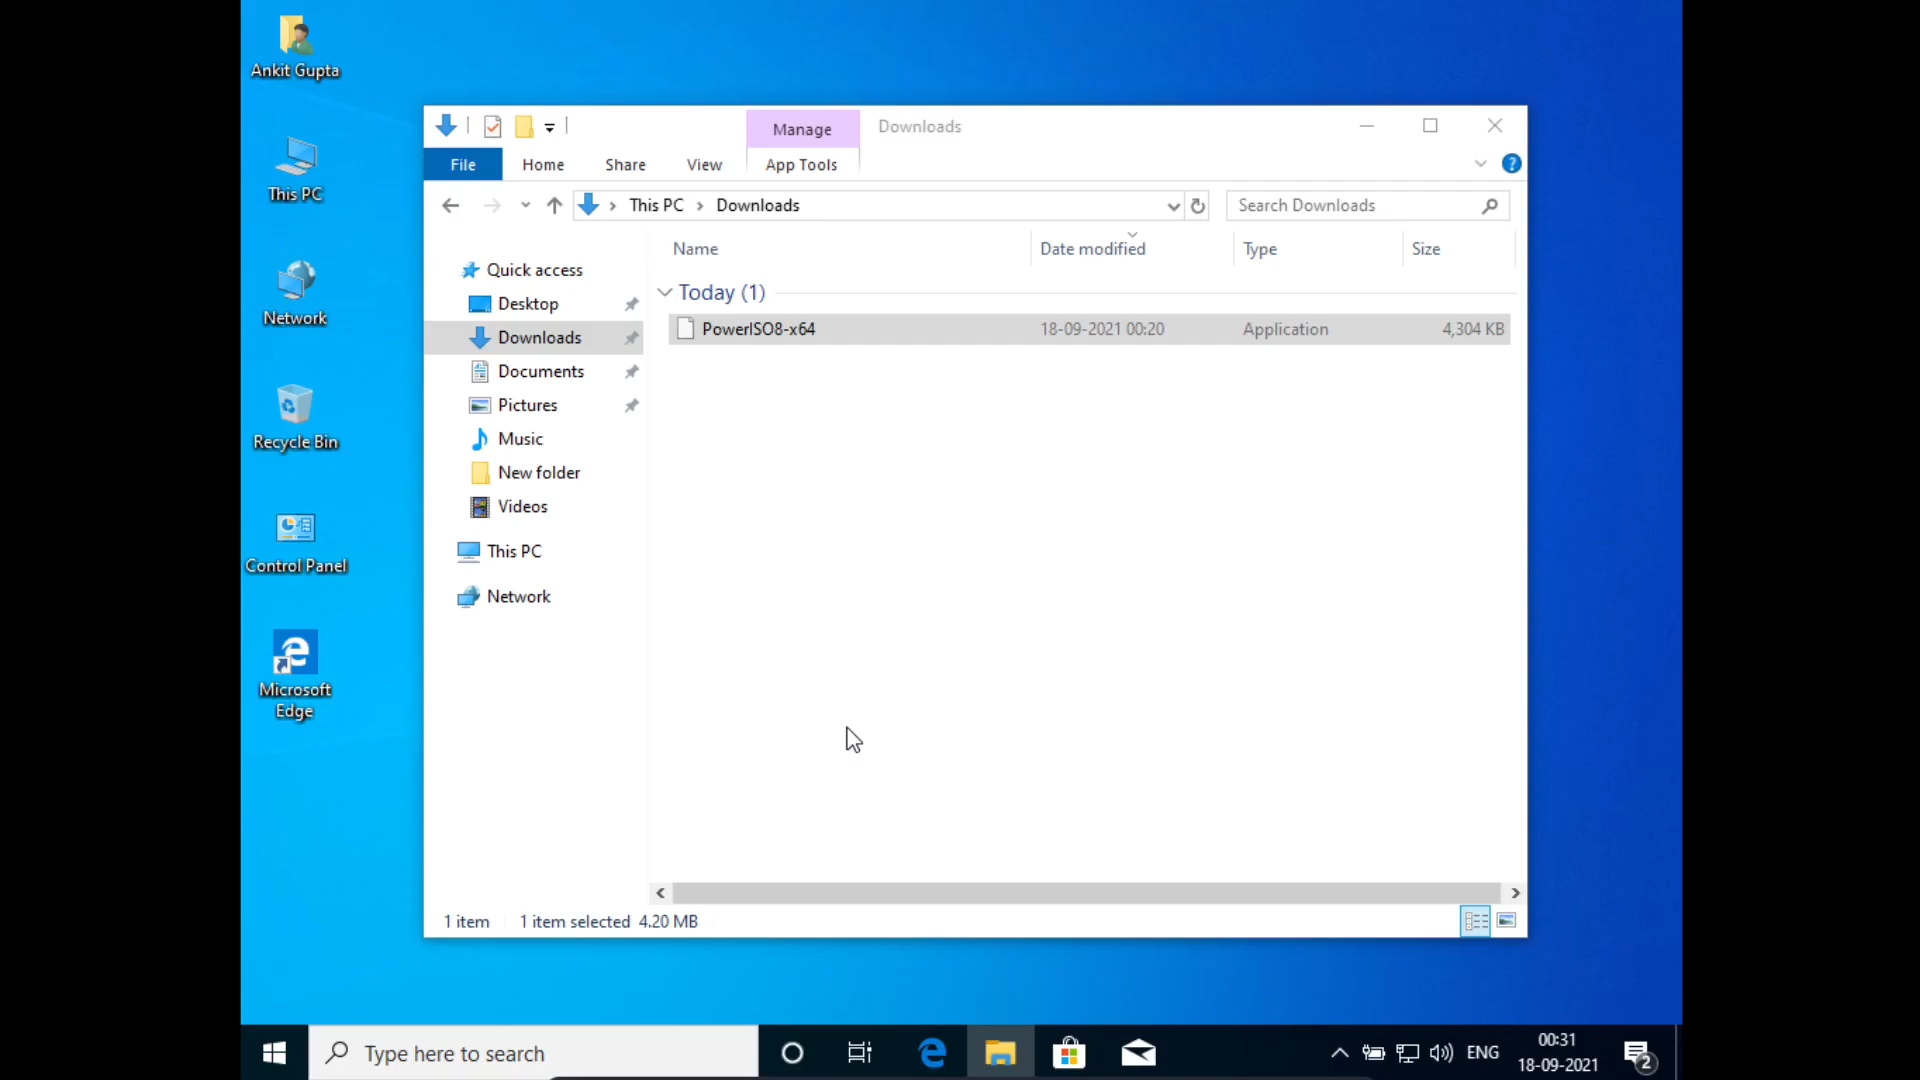 Ankit Gupta
This PC
Network
Recycle Bin
Control Panel
Microsoft
Edge
Manage
Downloads
File
Home
Share
View
App Tools
?
This PC
Downloads
Search Downloads
Name
Date modified
Type
Size
Quick access
Desktop
Downloads
Documents
Pictures
Music
New folder
Videos
This PC
Network
Today (1)
PowerISO8-x64
18-09-2021 00:20
Application
4,304 KB
1 item
1 item selected 4.20 MB
Type here to search
ENG
00:31
18-09-2021
2